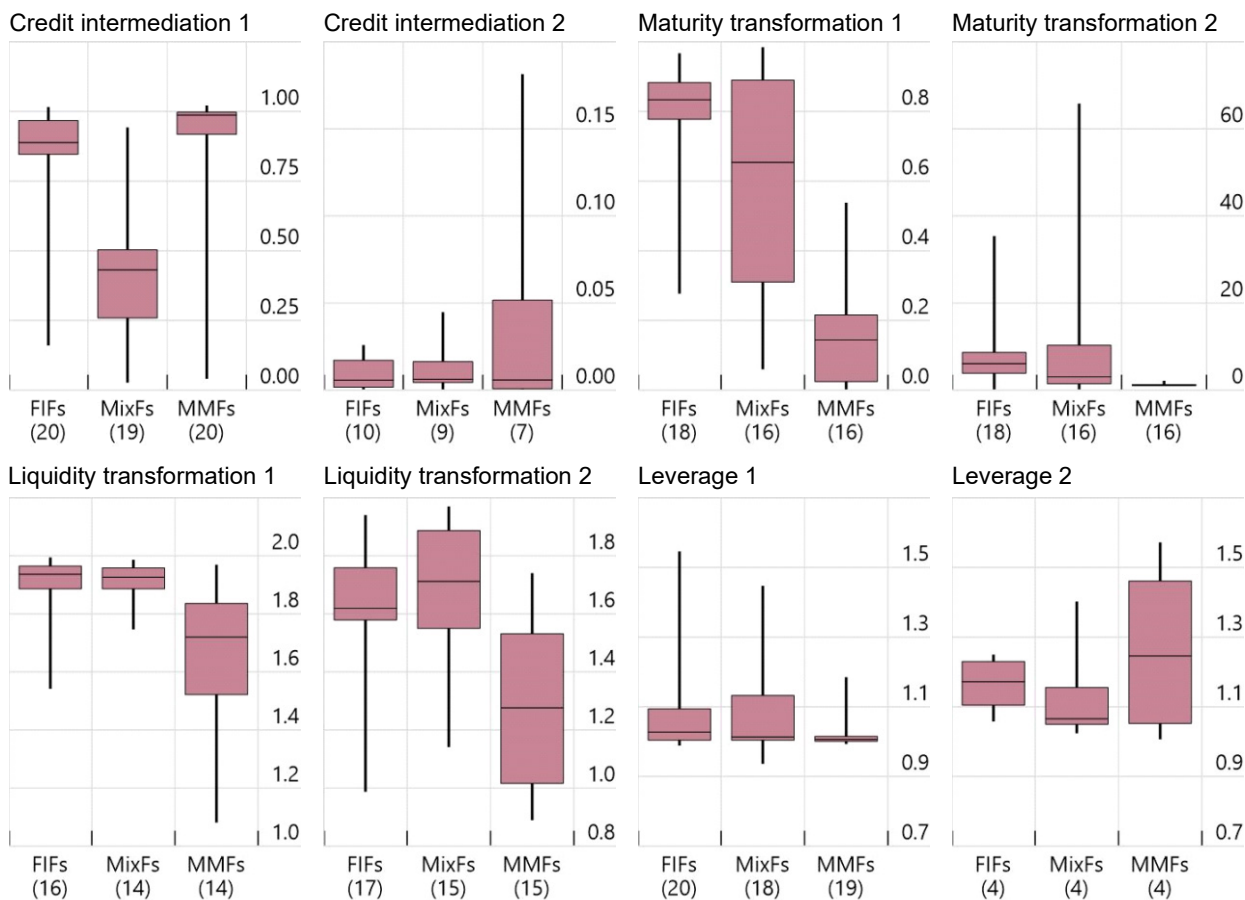 Credit intermediation 1
1.00
0.75
0.50
0.25
0.00
FIFs MixFs MMFs
(20) (19) (20)
Credit intermediation 2
0.15
0.10
0.05
0.00
FIFs MixFs MMFs
(10) (9) (7)
Maturity transformation 1
0.8
0.6
0.4
0.2
0.0
FIFs MixFs MMFs
(18) (16) (16)
Maturity transformation 2
60
40
20
0
FIFs MixFs MMFs
(18) (16) (16)
Liquidity transformation 1
2.0
1.8
1.6
1.4
1.2
1.0
FIFs MixFs MMFs
(16) (14) (14)
Liquidity transformation 2
1.8
1.6
1.4
1.2
1.0
0.8
FIFs MixFs MMFs
(17) (15) (15)
Leverage 1
1.5
1.3
1.1
0.9
0.7
FIFs MixFs MMFs
(20) (18) (19)
Leverage 2
1.5
1.3
1.1
0.9
0.7
FIFs MixFs MMFs
(4) (4) (4)